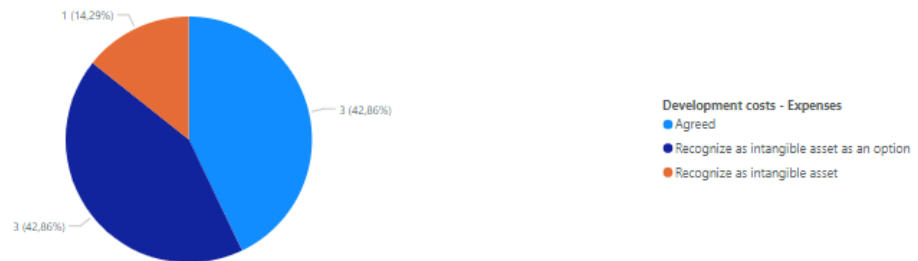 1 (14,29%)
3 (42,86%)
3 (42,86%)
Development costs - Expenses
Agreed
Recognize as intangible asset as an option
Recognize as intangible asset